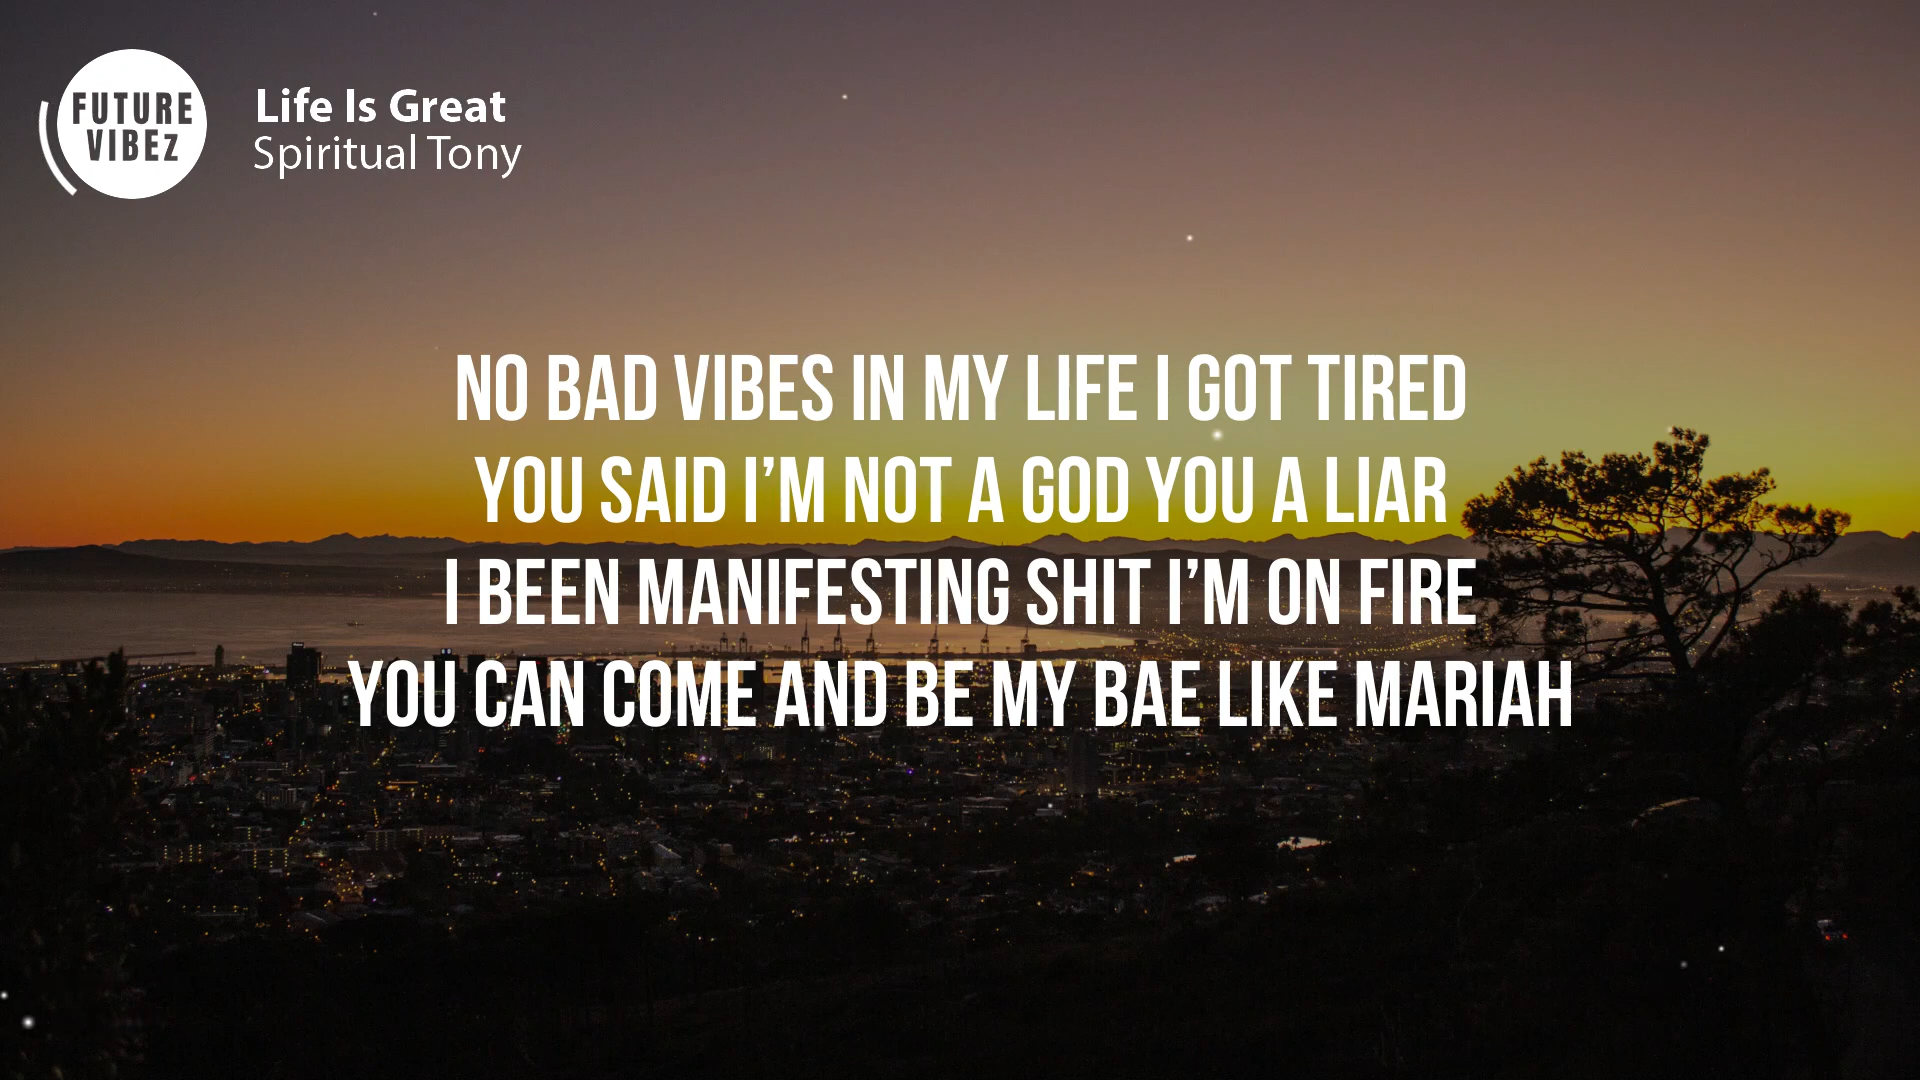 FUTURE
VIBEZ
Life Is Great
Spiritual Tony
NO BAD VIBES IN MY LIFE I GOT TIRED
YOU SAID I’M NOT A GOD YOU A LIAR
I BEEN MANIFESTING SHIT I’M ON FIRE
YOU CAN COME AND BE MY BAE LIKE MARIAH